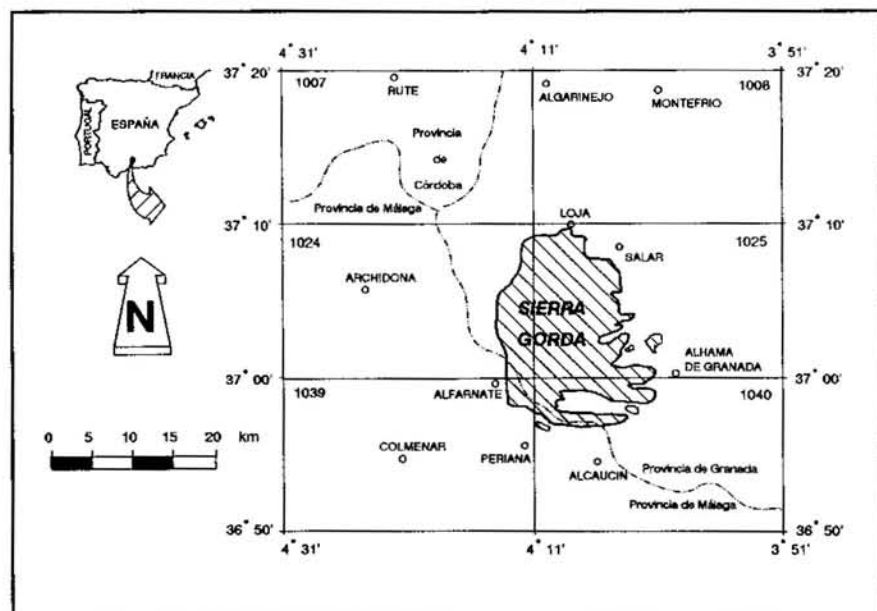 4° 31'
4° 11'
3° 51'
FRANCIA
PORTUGAL
ESPAÑA
N
0 5 10 15 20 km
37° 20'
37° 20'
1007
1008
RUTE
ALGARINEJO
MONTEFRIO
Provincia
de
Córdoba
Provincia de Málaga
37° 10'
37° 10'
LOJA
1024
1025
SALAR
ARCHIDONA
SIERRA
GORDA
ALHAMA
DE GRANADA
37° 00'
37° 00'
1039
1040
ALFARNATE
COLMENAR
PERIANA
ALCAUCIN
Provincia de Granada
Provincia de Málaga
36° 50'
36° 50'
4° 31'
4° 11'
3° 51'